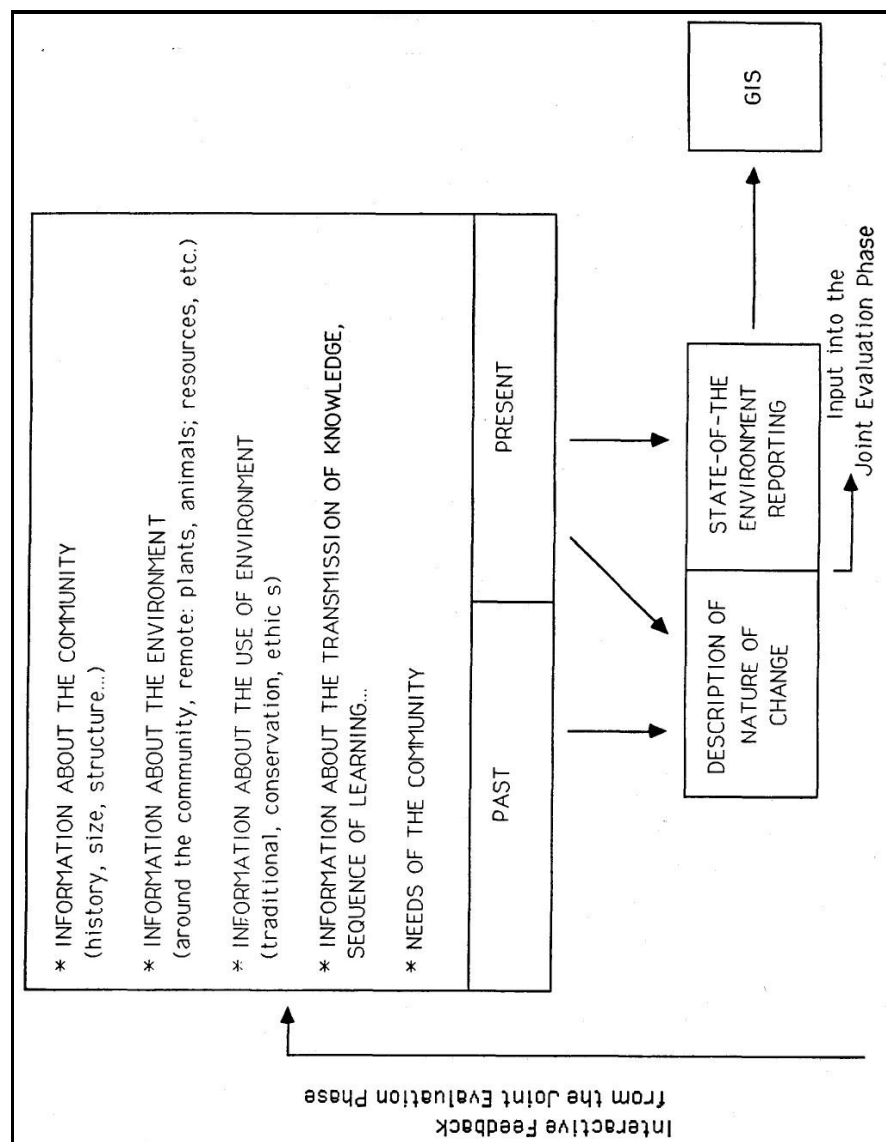 * INFORMATION ABOUT THE COMMUNITY
(history, size, structure...)
* INFORMATION ABOUT THE ENVIRONMENT
(around the community, remote: plants, animals; resources, etc.)
* INFORMATION ABOUT THE USE OF ENVIRONMENT
(traditional, conservation, ethic s)
* INFORMATION ABOUT THE TRANSMISSION OF KNOWLEDGE,
SEQUENCE OF LEARNING...
* NEEDS OF THE COMMUNITY
PAST
PRESENT
DESCRIPTION OF
NATURE OF
CHANGE
STATE-OF-THE
ENVIRONMENT
REPORTING
GIS
Input into the
Joint Evaluation Phase
Interactive Feedback
from the Joint Evaluation Phase